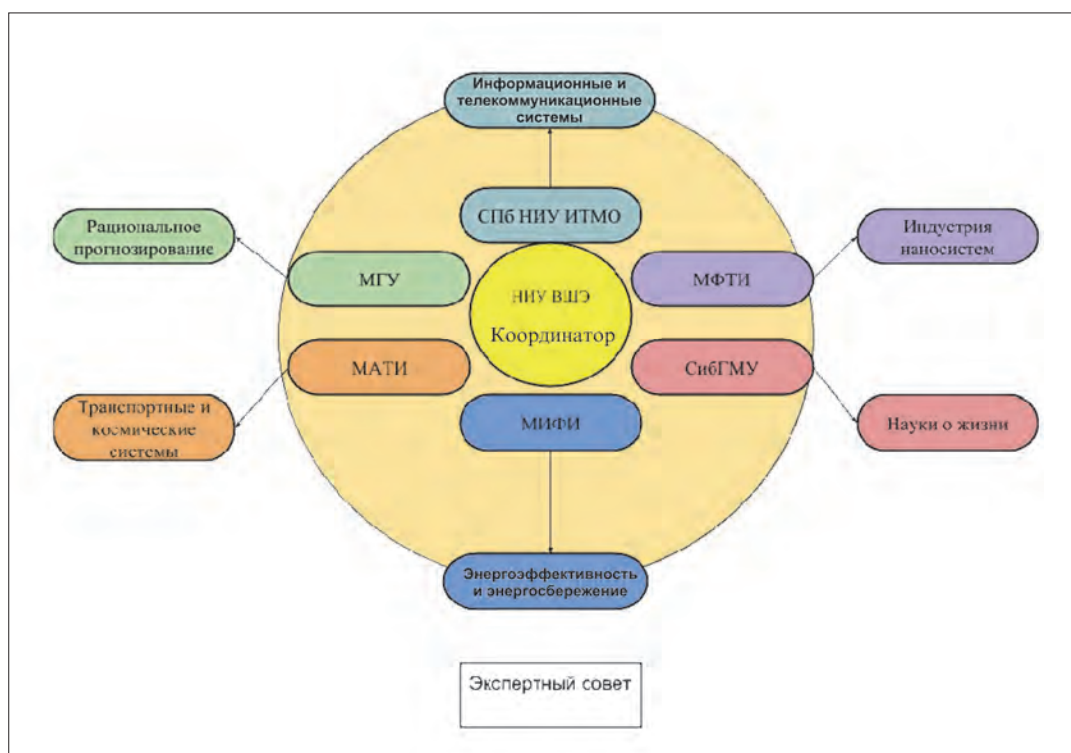 Информационные и
телекоммуникационные
системы
СПб НИУ ИТМО
Рациональное
прогнозирование
Индустрия
наносистем
МГУ
МФТИ
НИУ ВШЭ
Координатор
МАТИ
СибГМУ
Транспортные и
космические
системы
МИФИ
Науки о жизни
Энергоэффективность
и энергосбережение
Экспертный совет